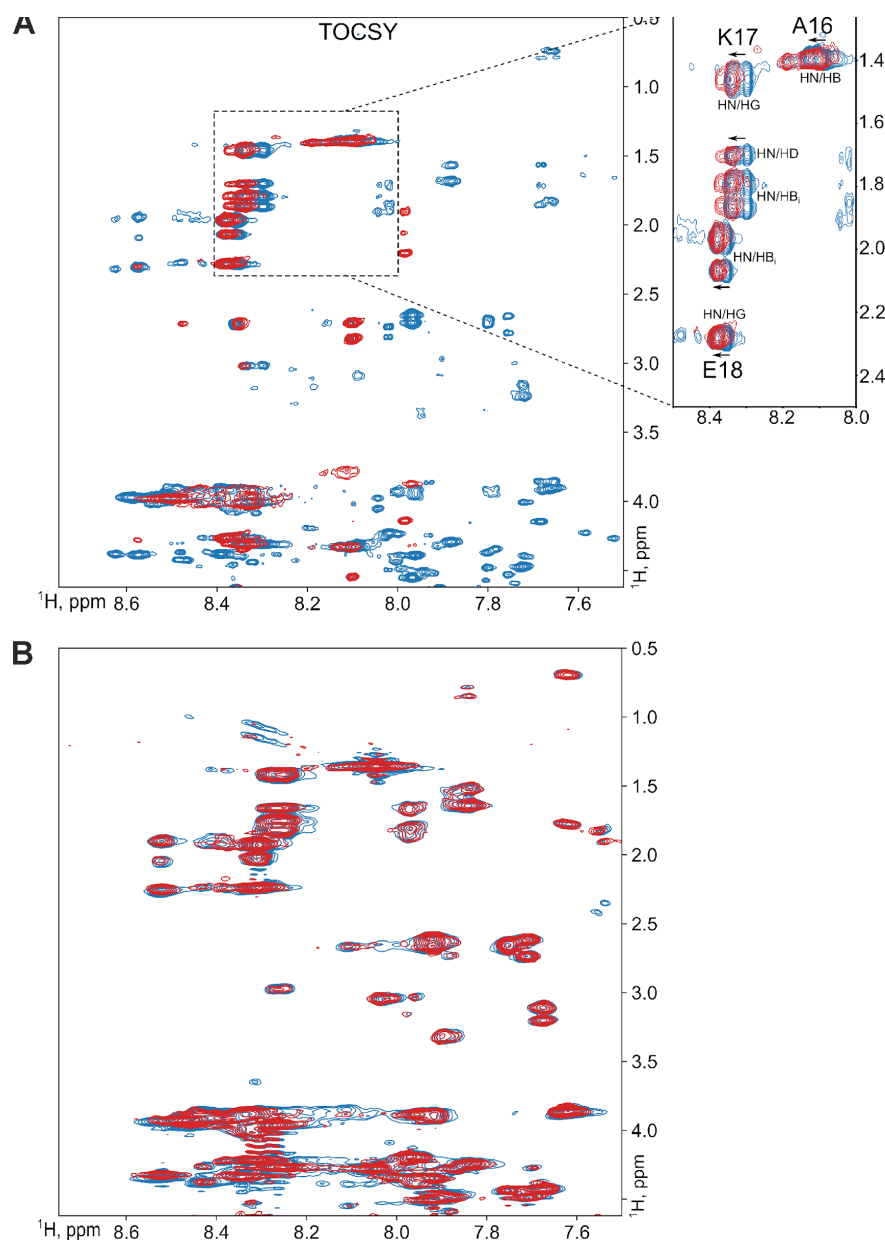 A
TOCSY
0.5
1.0
1.5
2.0
2.5
3.0
3.5
4.0
¹H, ppm
¹H, ppm
8.6
8.4
8.2
8.0
7.8
7.6
K17
A16
HN/HG
HN/HB
HN/HD
HN/HBᵢ
HN/HBᵢ
HN/HG
E18
1.4
1.6
1.8
2.0
2.2
2.4
8.4
8.2
8.0
B
0.5
1.0
1.5
2.0
2.5
3.0
3.5
4.0
¹H, ppm
¹H, ppm
8.6
8.4
8.2
8.0
7.8
7.6